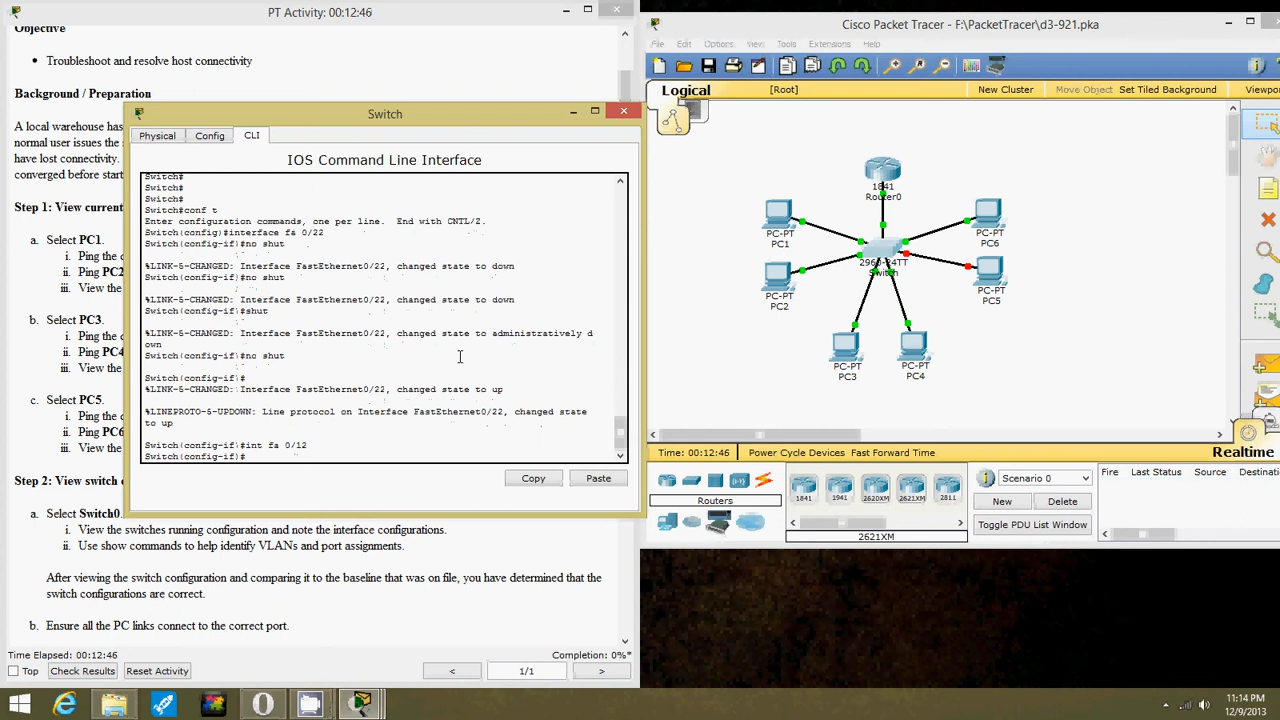 PT Activity: 00:12:46
Objective
Troubleshoot and resolve host connectivity
Background / Preparation
A local warehouse has
normal user issues the
have lost connectivity.
converged before start
Step 1: View current
a. Select PC1.
i. Ping the d
ii. Ping PC2
iii. View the
b. Select PC3.
i. Ping the d
ii. Ping PC4
iii. View the
c. Select PC5.
i. Ping the d
ii. Ping PC6
iii. View the
Step 2: View switch c
a. Select Switch0.
i. View the switches running configuration and note the interface configurations.
ii. Use show commands to help identify VLANs and port assignments.
After viewing the switch configuration and comparing it to the baseline that was on file, you have determined that the
switch configurations are correct.
b. Ensure all the PC links connect to the correct port.
Time Elapsed: 00:12:46
Completion: 0%*
Top
Check Results
Reset Activity
<
1/1
>
Switch
Physical
Config
CLI
IOS Command Line Interface
Switch#
Switch#
Switch#
Switch#conf t
Enter configuration commands, one per line. End with CNTL/Z.
Switch(config)#interface fa 0/22
Switch(config-if)#no shut
%LINK-5-CHANGED: Interface FastEthernet0/22, changed state to down
Switch(config-if)#no shut
%LINK-5-CHANGED: Interface FastEthernet0/22, changed state to down
Switch(config-if)#shut
%LINK-5-CHANGED: Interface FastEthernet0/22, changed state to administratively d
own
Switch(config-if)#no shut
Switch(config-if)#
%LINK-5-CHANGED: Interface FastEthernet0/22, changed state to up
%LINEPROTO-5-UPDOWN: Line protocol on Interface FastEthernet0/22, changed state
to up
Switch(config-if)#int fa 0/12
Switch(config-if)#
Copy
Paste
Cisco Packet Tracer - F:\PacketTracer\d3-921.pka
File Edit Options View Tools Extensions Help
Logical
[Root]
New Cluster
Move Object
Set Tiled Background
Viewpor
1841
Router0
PC-PT
PC1
PC-PT
PC6
2960-24TT
Switch
PC-PT
PC2
PC-PT
PC5
PC-PT
PC3
PC-PT
PC4
Time: 00:12:46
Power Cycle Devices Fast Forward Time
Realtime
Routers
1841
1941
2620XM
2621XM
2811
2621XM
Scenario 0
New
Delete
Toggle PDU List Window
Fire
Last Status
Source
Destinati
11:14 PM
12/9/2013